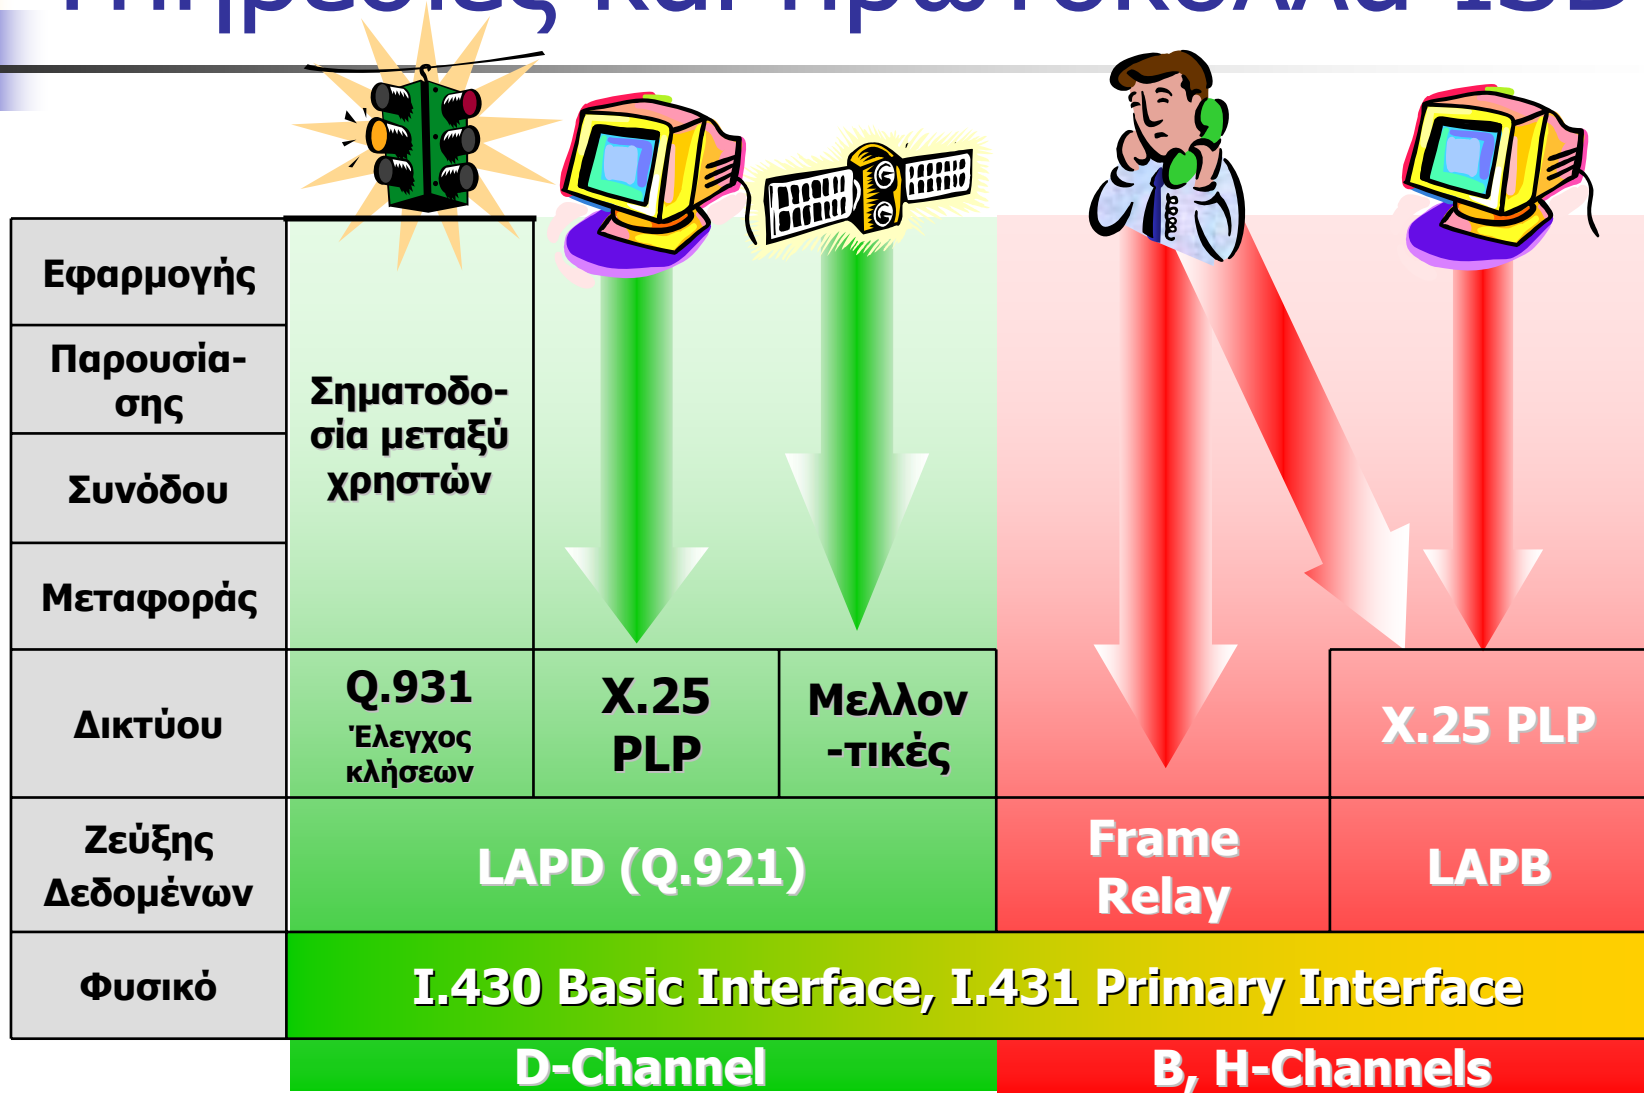 και
Εφαρμογής
Παρουσία-
σης
Συνόδου
Μεταφοράς
Δικτύου
Ζεύξης
Δεδομένων
Φυσικό
Σηματοδο-
σία μεταξύ
χρηστών
Q.931
Έλεγχος
κλήσεων
X.25
PLP
Μελλον
-τικές
X.25 PLP
LAPD (Q.921)
Frame
Relay
LAPB
I.430 Basic Interface, I.431 Primary Interface
D-Channel
B, H-Channels